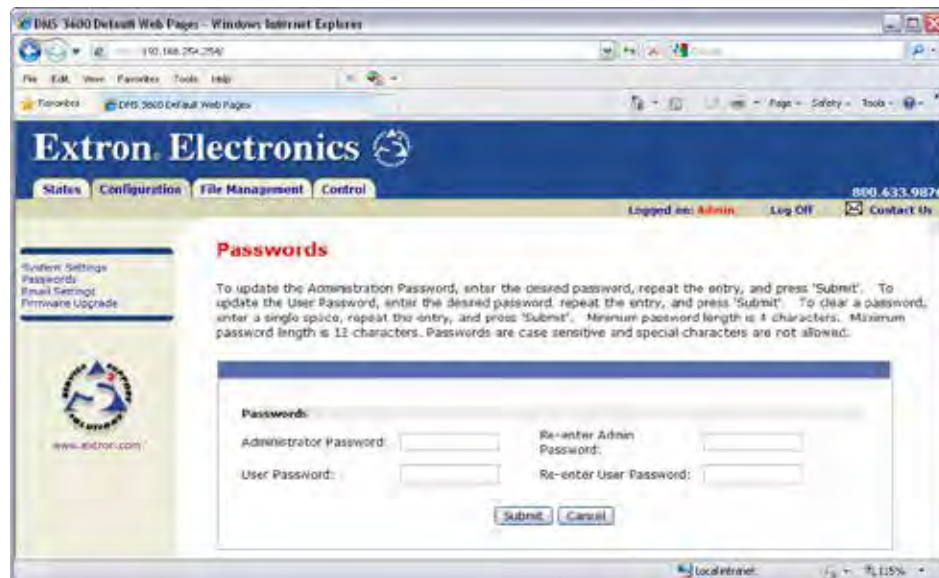 DMS 3600 Default Web Pages - Windows Internet Explorer
192.168.254.254/
File Edit View Favorites Tools Help
Favorites DMS 3600 Default Web Pages
Page - Safety - Tools -
Extron. Electronics
Status Configuration File Management Control
800.633.9876
Logged on: Admin Log Off Contact Us
System Settings
Passwords
Email Settings
Firmware Upgrade
SERVICE SUPPORT SOLUTIONS
www.extron.com
Passwords
To update the Administration Password, enter the desired password, repeat the entry, and press 'Submit'. To
update the User Password, enter the desired password, repeat the entry, and press 'Submit'. To clear a password,
enter a single space, repeat the entry, and press 'Submit'. Minimum password length is 4 characters. Maximum
password length is 12 characters. Passwords are case sensitive and special characters are not allowed.
Passwords
Administrator Password:
Re-enter Admin
Password:
User Password:
Re-enter User Password:
Submit Cancel
Local intranet
115%